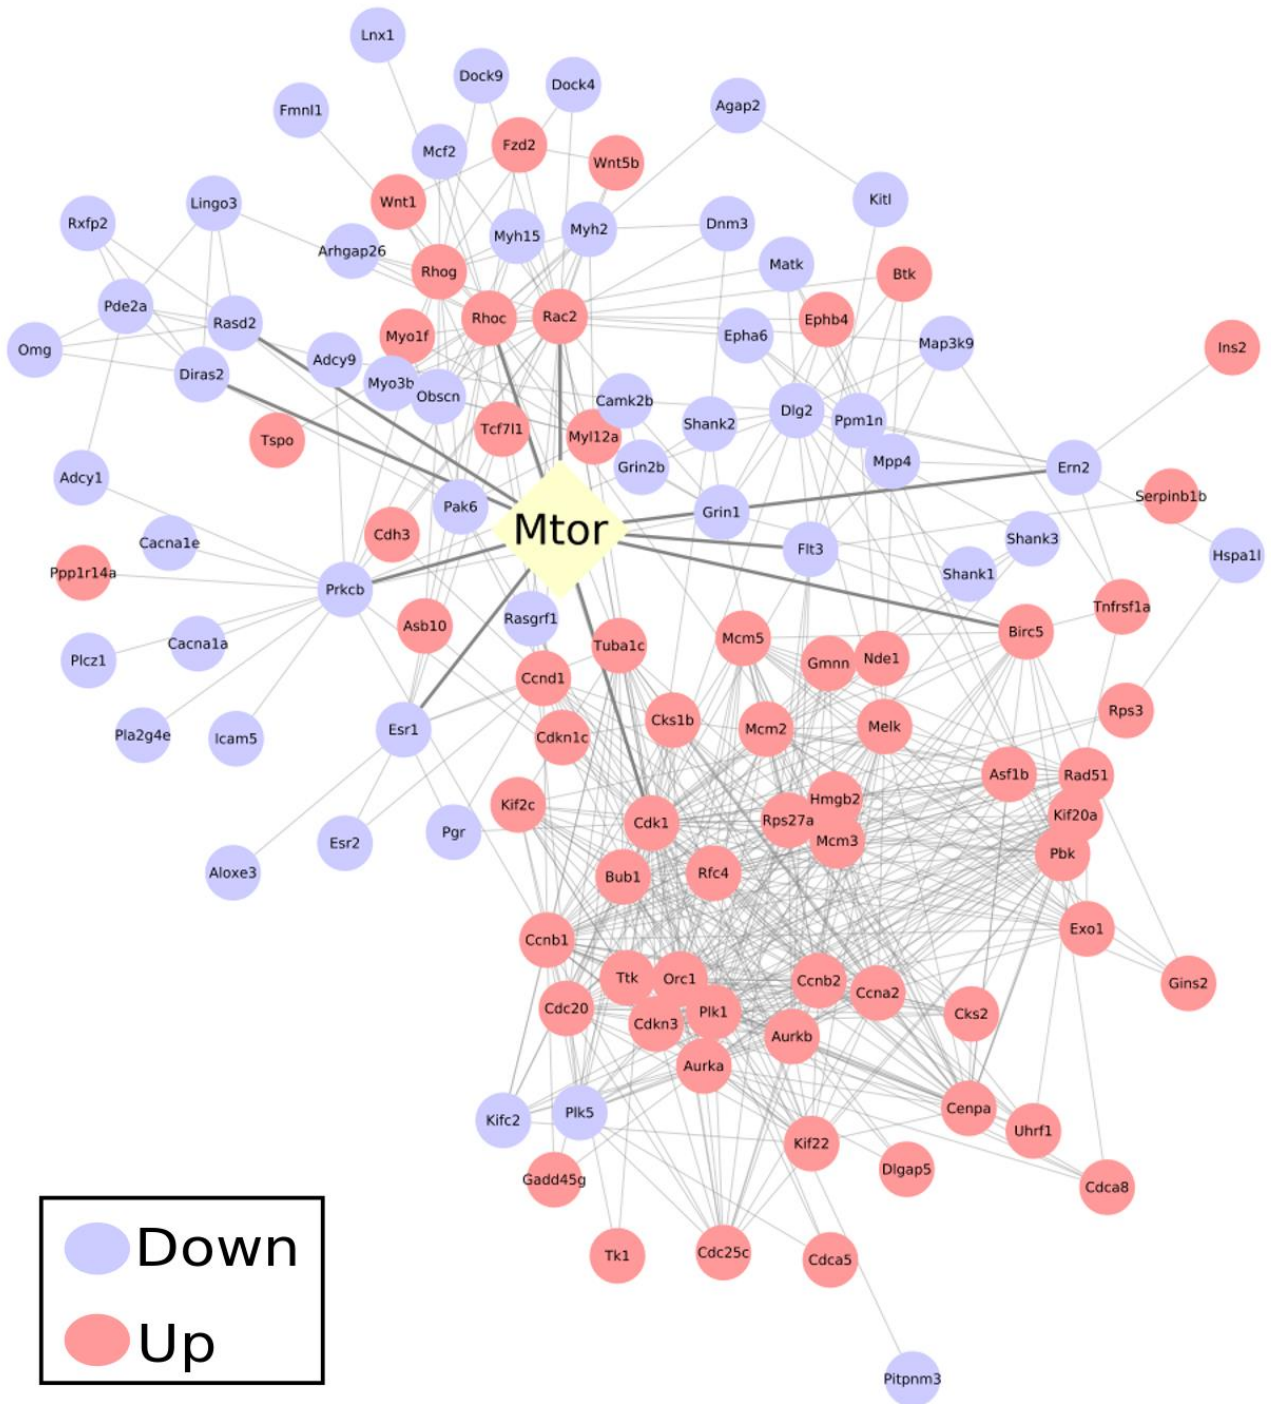 Lnx1
Dock9
Dock4
Agap2
Fmnl1
Mcf2
Fzd2
Wnt5b
Kitl
Wnt1
Lingo3
Rxfp2
Arhgap26
Myh15
Myh2
Dnm3
Matk
Btk
Rhog
Pde2a
Rasd2
Rhoc
Rac2
Ephb4
Omg
Myo1f
Epha6
Map3k9
Ins2
Adcy9
Diras2
Myo3b
Obscn
Camk2b
Dlg2
Ppm1n
Shank2
Tspo
Tcf7l1
Myl12a
Grin2b
Mpp4
Ern2
Adcy1
Serpinb1b
Pak6
Grin1
Mtor
Cacna1e
Cdh3
Flt3
Shank3
Hspa1l
Ppp1r14a
Shank1
Prkcb
Tnfrsf1a
Rasgrf1
Asb10
Birc5
Cacna1a
Tuba1c
Mcm5
Plcz1
Gmnn
Nde1
Ccnd1
Rps3
Pla2g4e
Icam5
Esr1
Cdkn1c
Cks1b
Mcm2
Melk
Asf1b
Rad51
Kif2c
Hmgb2
Cdk1
Rps27a
Kif20a
Pgr
Esr2
Mcm3
Pbk
Aloxe3
Bub1
Rfc4
Exo1
Ccnb1
Ttk
Orc1
Ccnb2
Ccna2
Gins2
Cdc20
Cdkn3
Plk1
Cks2
Aurkb
Aurka
Kifc2
Plk5
Cenpa
Uhrf1
Kif22
Gadd45g
Dlgap5
Cdca8
Down
Tk1
Cdc25c
Cdca5
Up
Pitpnm3